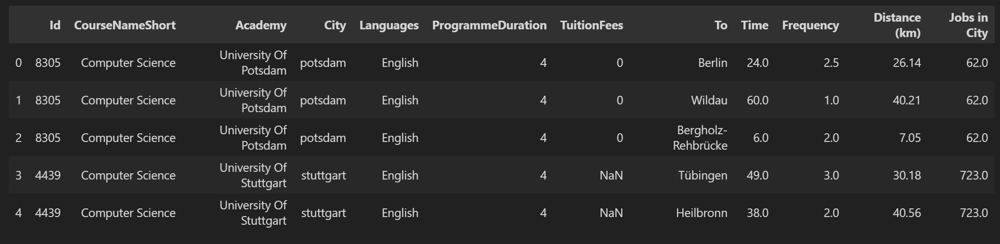 Id CourseNameShort Academy City Languages ProgrammeDuration TuitionFees To Time Frequency Distance (km) Jobs in City
0 8305 Computer Science University Of Potsdam potsdam English 4 0 Berlin 24.0 2.5 26.14 62.0
1 8305 Computer Science University Of Potsdam potsdam English 4 0 Wildau 60.0 1.0 40.21 62.0
2 8305 Computer Science University Of Potsdam potsdam English 4 0 Bergholz-Rehbrücke 6.0 2.0 7.05 62.0
3 4439 Computer Science University Of Stuttgart stuttgart English 4 NaN Tübingen 49.0 3.0 30.18 723.0
4 4439 Computer Science University Of Stuttgart stuttgart English 4 NaN Heilbronn 38.0 2.0 40.56 723.0